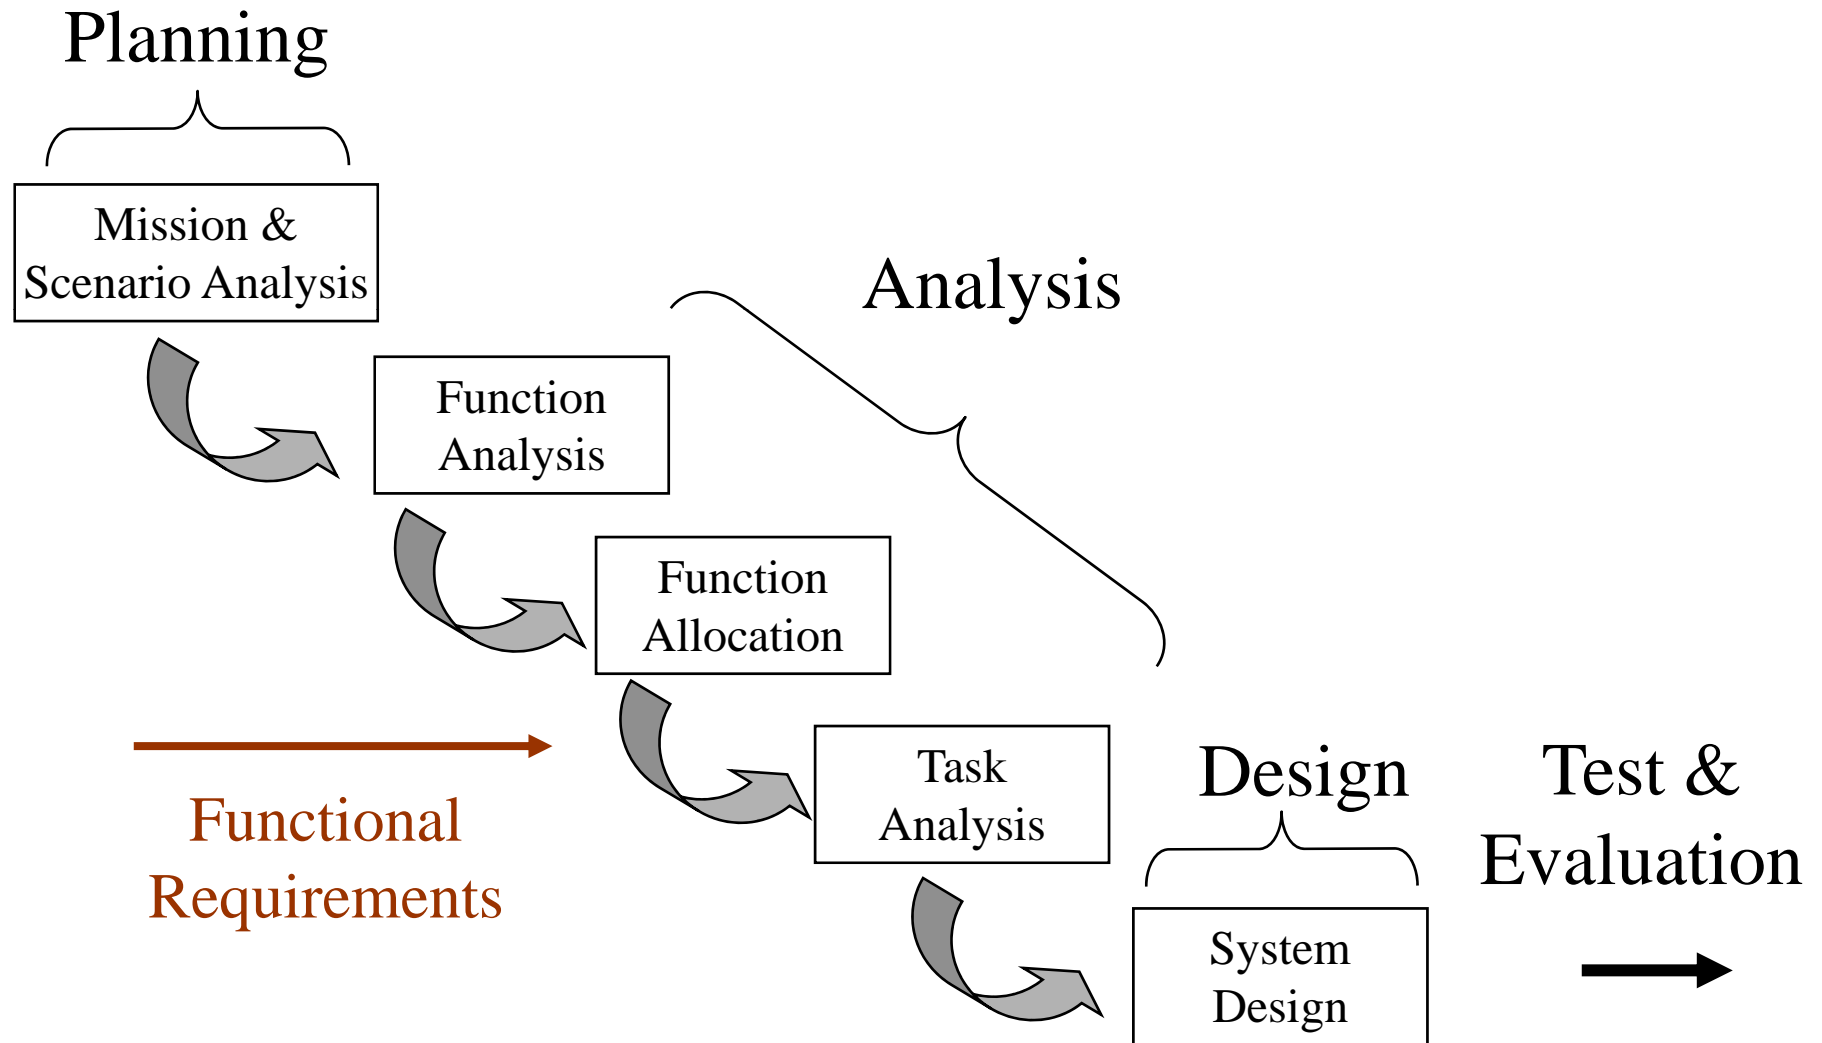 Planning
Mission &
Scenario Analysis
Analysis
Function
Analysis
Function
Allocation
Task
Analysis
Functional
Requirements
Design
Test &
Evaluation
System
Design